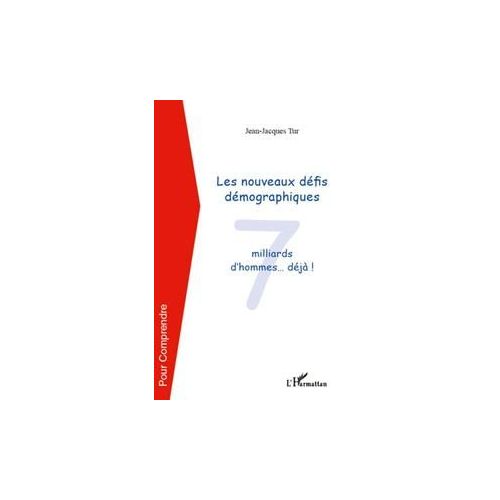 Jean-Jacques Tur
Les nouveaux défis
démographiques
7
milliards
d'hommes... déjà !
Pour Comprendre
L'Harmattan